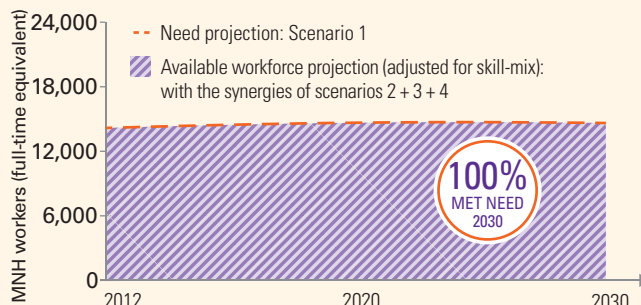 MNH workers (full-time equivalent)
24,000
18,000
12,000
6,000
0
Need projection: Scenario 1
Available workforce projection (adjusted for skill-mix):
with the synergies of scenarios 2 + 3 + 4
100%
MET NEED
2030
2012
2020
2030